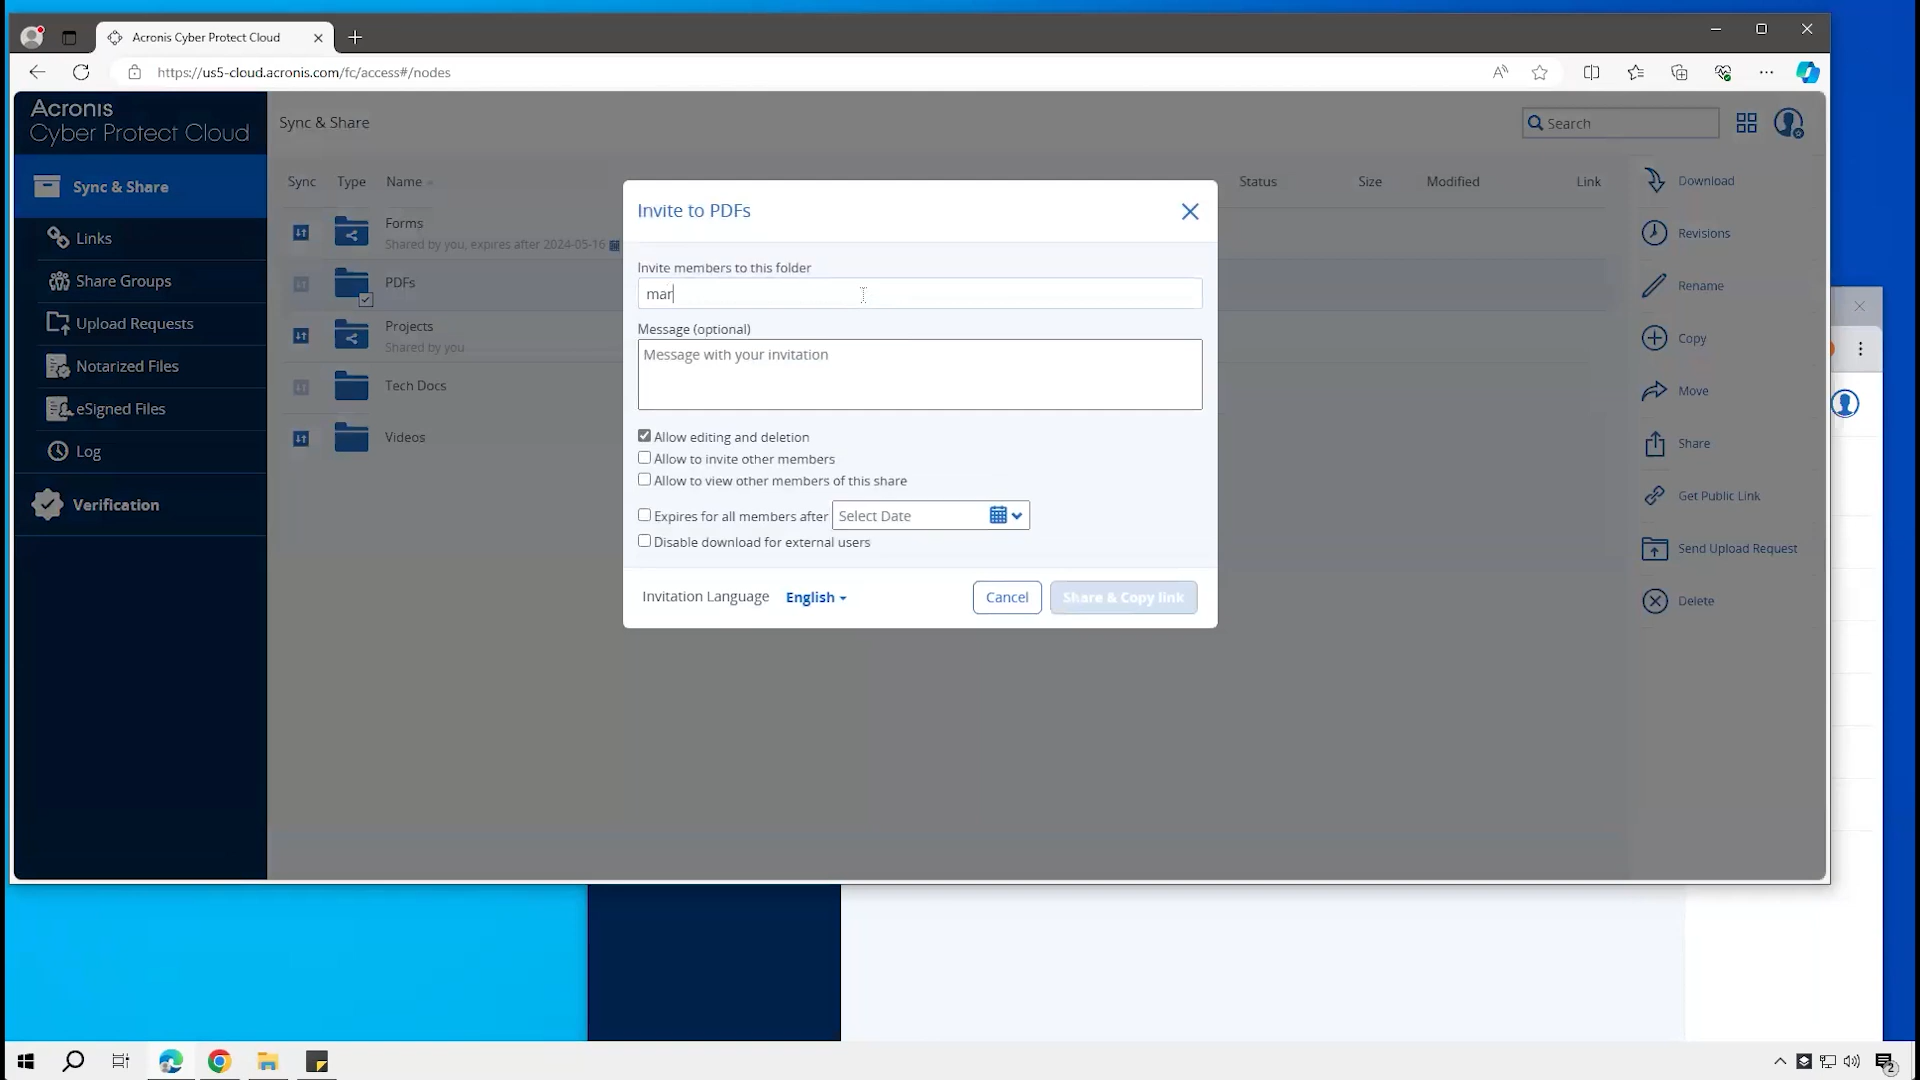 Acronis Cyber Protect Cloud
https://us5-cloud.acronis.com/fc/access#/nodes
Acronis
Cyber Protect Cloud
Sync & Share
Search
Sync & Share
Links
Share Groups
Upload Requests
Notarized Files
eSigned Files
Log
Verification
Sync Type Name Status Size Modified Link
Forms
Shared by you, expires after 2024-05-16
PDFs
Projects
Shared by you
Tech Docs
Videos
Invite to PDFs
Invite members to this folder
mar
Message (optional)
Message with your invitation
Allow editing and deletion
Allow to invite other members
Allow to view other members of this share
Expires for all members after Select Date
Disable download for external users
Invitation Language English Cancel Share & Copy link
Download
Revisions
Rename
Copy
Move
Share
Get Public Link
Send Upload Request
Delete
2